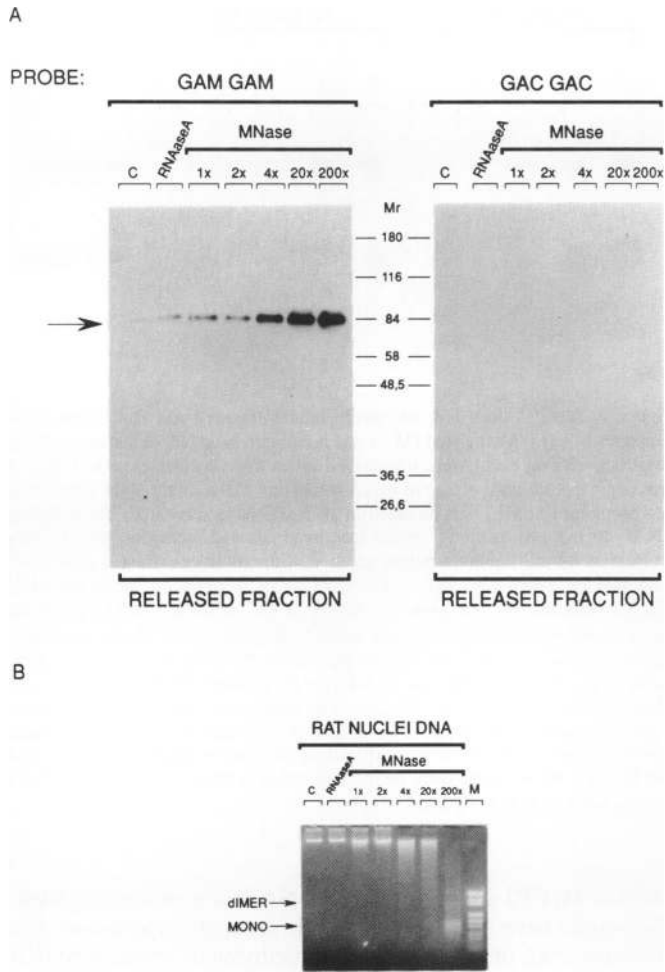 A
PROBE:
GAM GAM
GAC GAC
C RNAaseA MNase
1x 2x 4x 20x 200x
C RNAaseA MNase
1x 2x 4x 20x 200x
Mr
180
116
84
58
48,5
36,5
26,6
RELEASED FRACTION
RELEASED FRACTION
B
RAT NUCLEI DNA
C RNAaseA MNase M
1x 2x 4x 20x 200x
dIMER
MONO